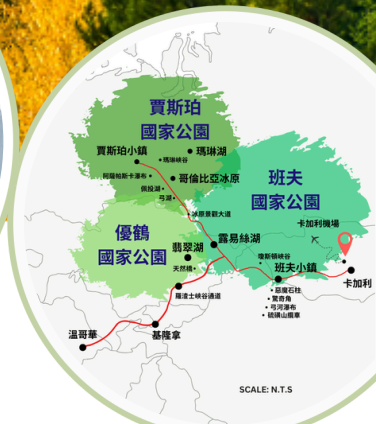 賈斯珀
國家公園
賈斯珀小鎮
瑪琳湖
瑪琳峽谷
阿薩帕斯卡瀑布
哥倫比亞冰原
佩投湖
弓湖
冰原景觀大道
班夫
國家公園
卡加利機場
優鶴
國家公園
翡翠湖
天然橋
露易絲湖
瓊斯頓峽谷
班夫小鎮
卡加利
惡魔石柱
驚奇角
弓河瀑布
硫磺山纜車
羅渣士峽谷通道
溫哥華
基隆拿
SCALE: N.T.S